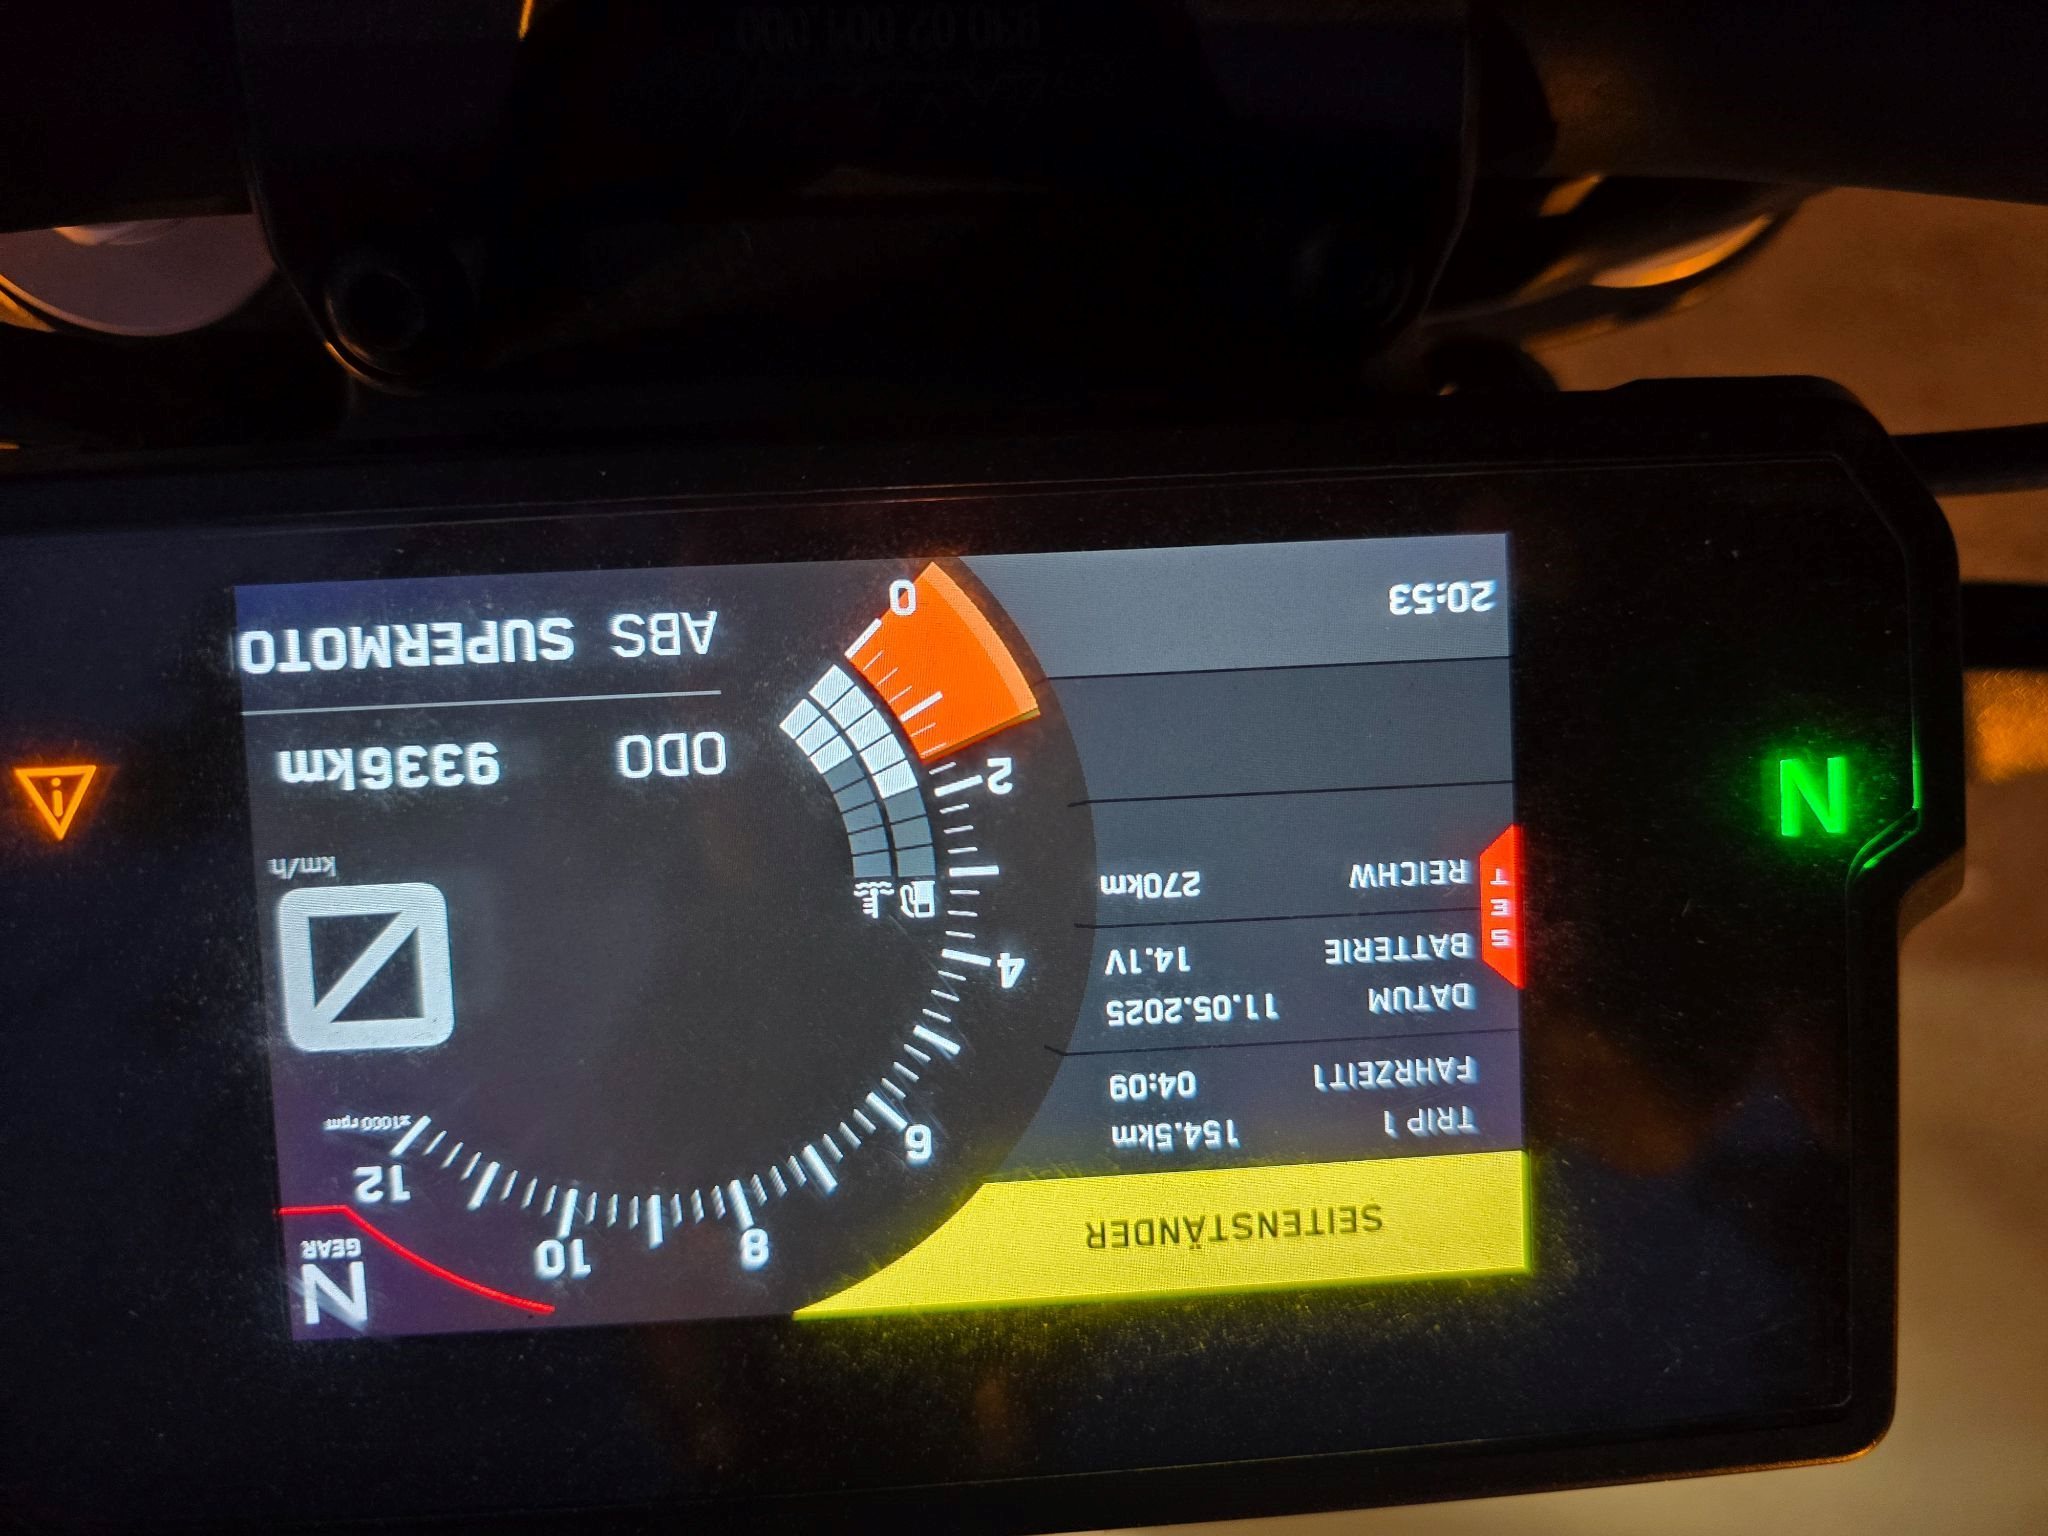 SEITENSTÄNDER
TRIP 1 154.5km
FAHRZEIT1 04:09
DATUM 11.05.2025
BATTERIE 14.1V
REICHW 270km
SET
20:53
N
N
GEAR
0
2
4
6
8
10
12
x1000 rpm
0
km/h
ODO 9336km
ABS SUPERMOTO